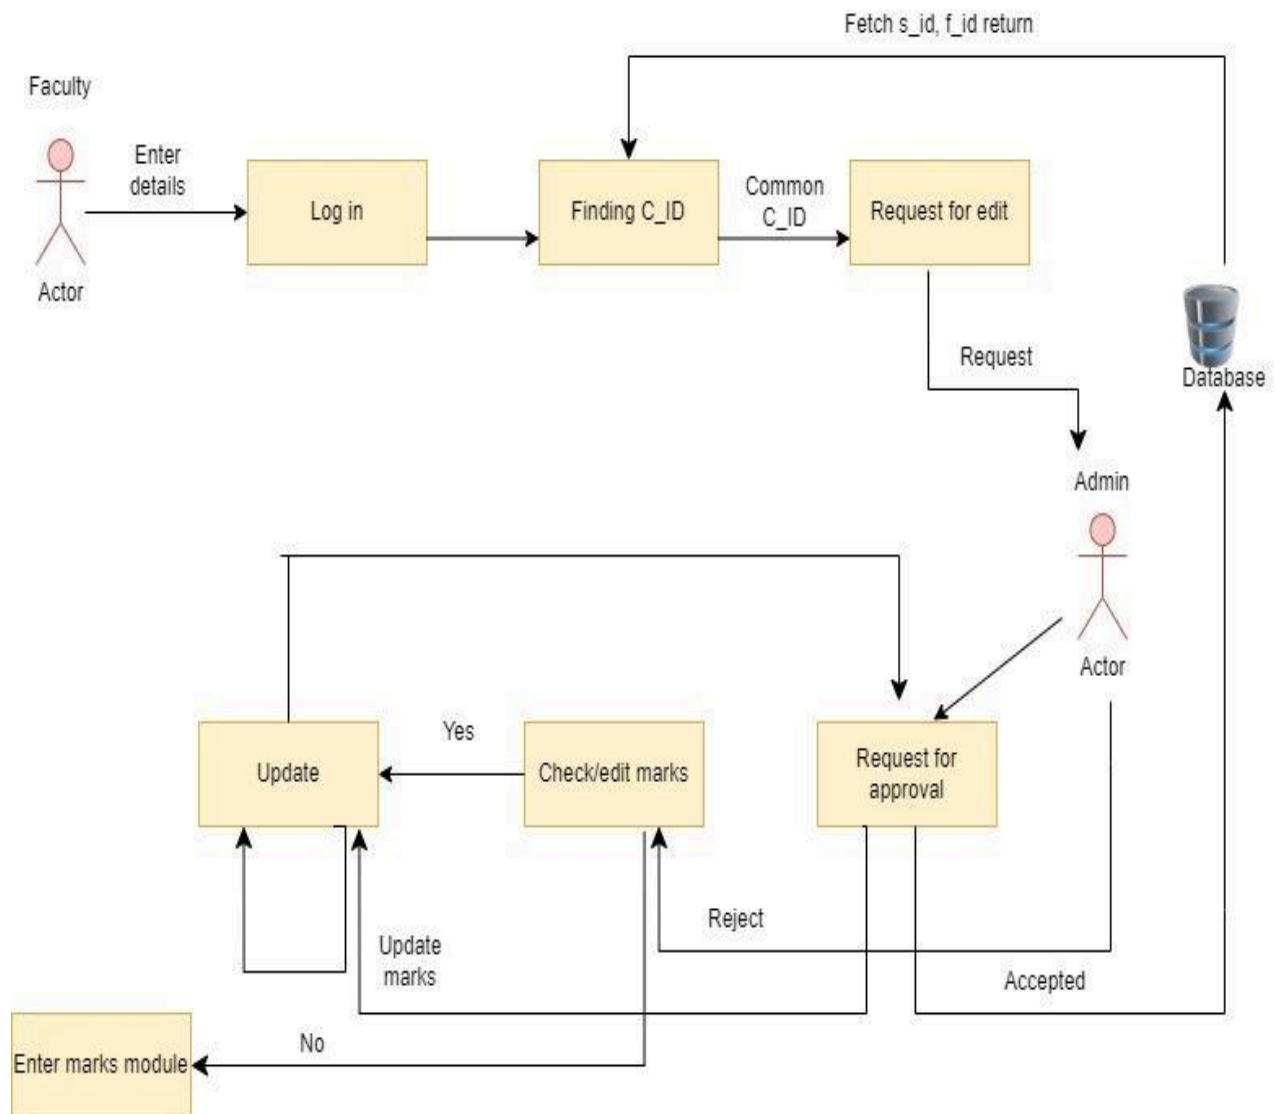 Fetch s_id, f_id return
Faculty
Enter
details
Log in
Finding C_ID
Common
C_ID
Request for edit
Actor
Request
Database
Admin
Actor
Update
Yes
Check/edit marks
Request for
approval
Reject
Update
marks
Accepted
No
Enter marks module